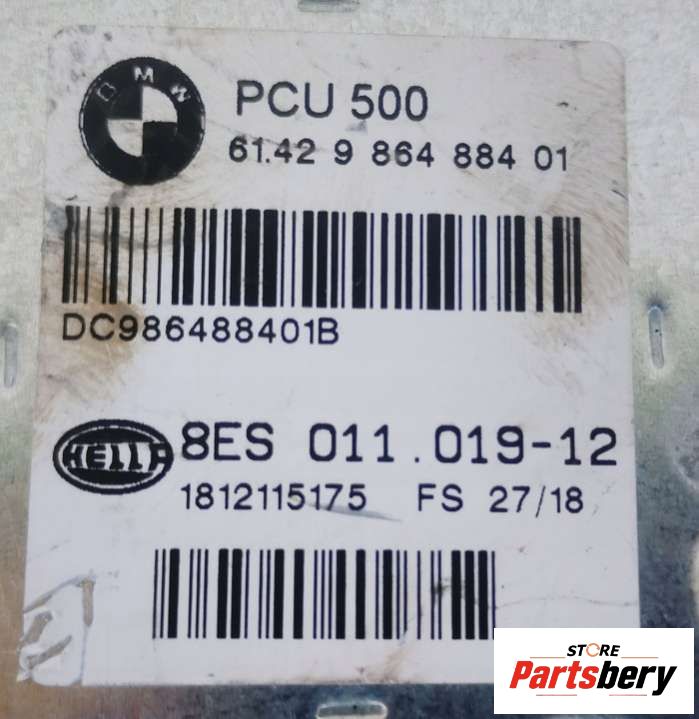 BMW
PCU 500
61.42 9 864 884 01
DC986488401B
HELLA
8ES 011.019-12
1812115175 FS 27/18
STORE
Partsbery